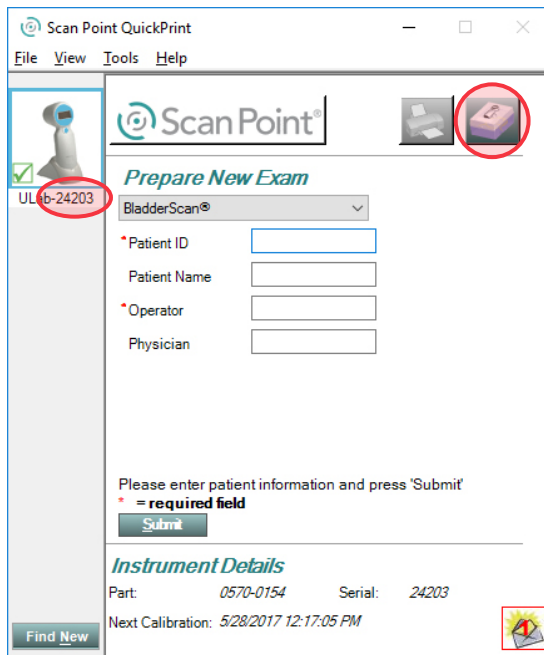 Scan Point QuickPrint
File View Tools Help
ScanPoint®
ULab-24203
Prepare New Exam
BladderScan®
*Patient ID
Patient Name
*Operator
Physician
Please enter patient information and press 'Submit'
* = required field
Submit
Instrument Details
Part: 0570-0154 Serial: 24203
Next Calibration: 5/28/2017 12:17:05 PM
Find New
1